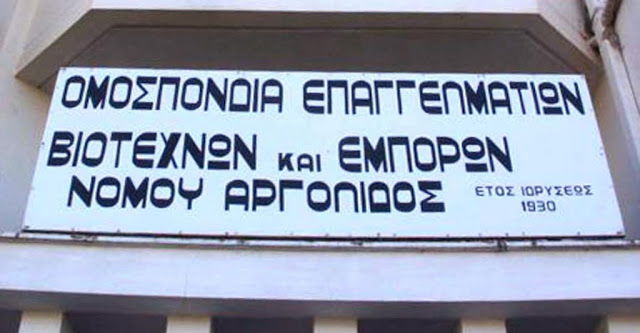 ΟΜΟΣΠΟΝΔΙΑ ΕΠΑΓΓΕΛΜΑΤΙΩΝ
ΒΙΟΤΕΧΝΩΝ ΚΑΙ ΕΜΠΟΡΩΝ
ΝΟΜΟΥ ΑΡΓΟΛΙΔΟΣ
ΕΤΟΣ ΙΔΡΥΣΕΩΣ
1930